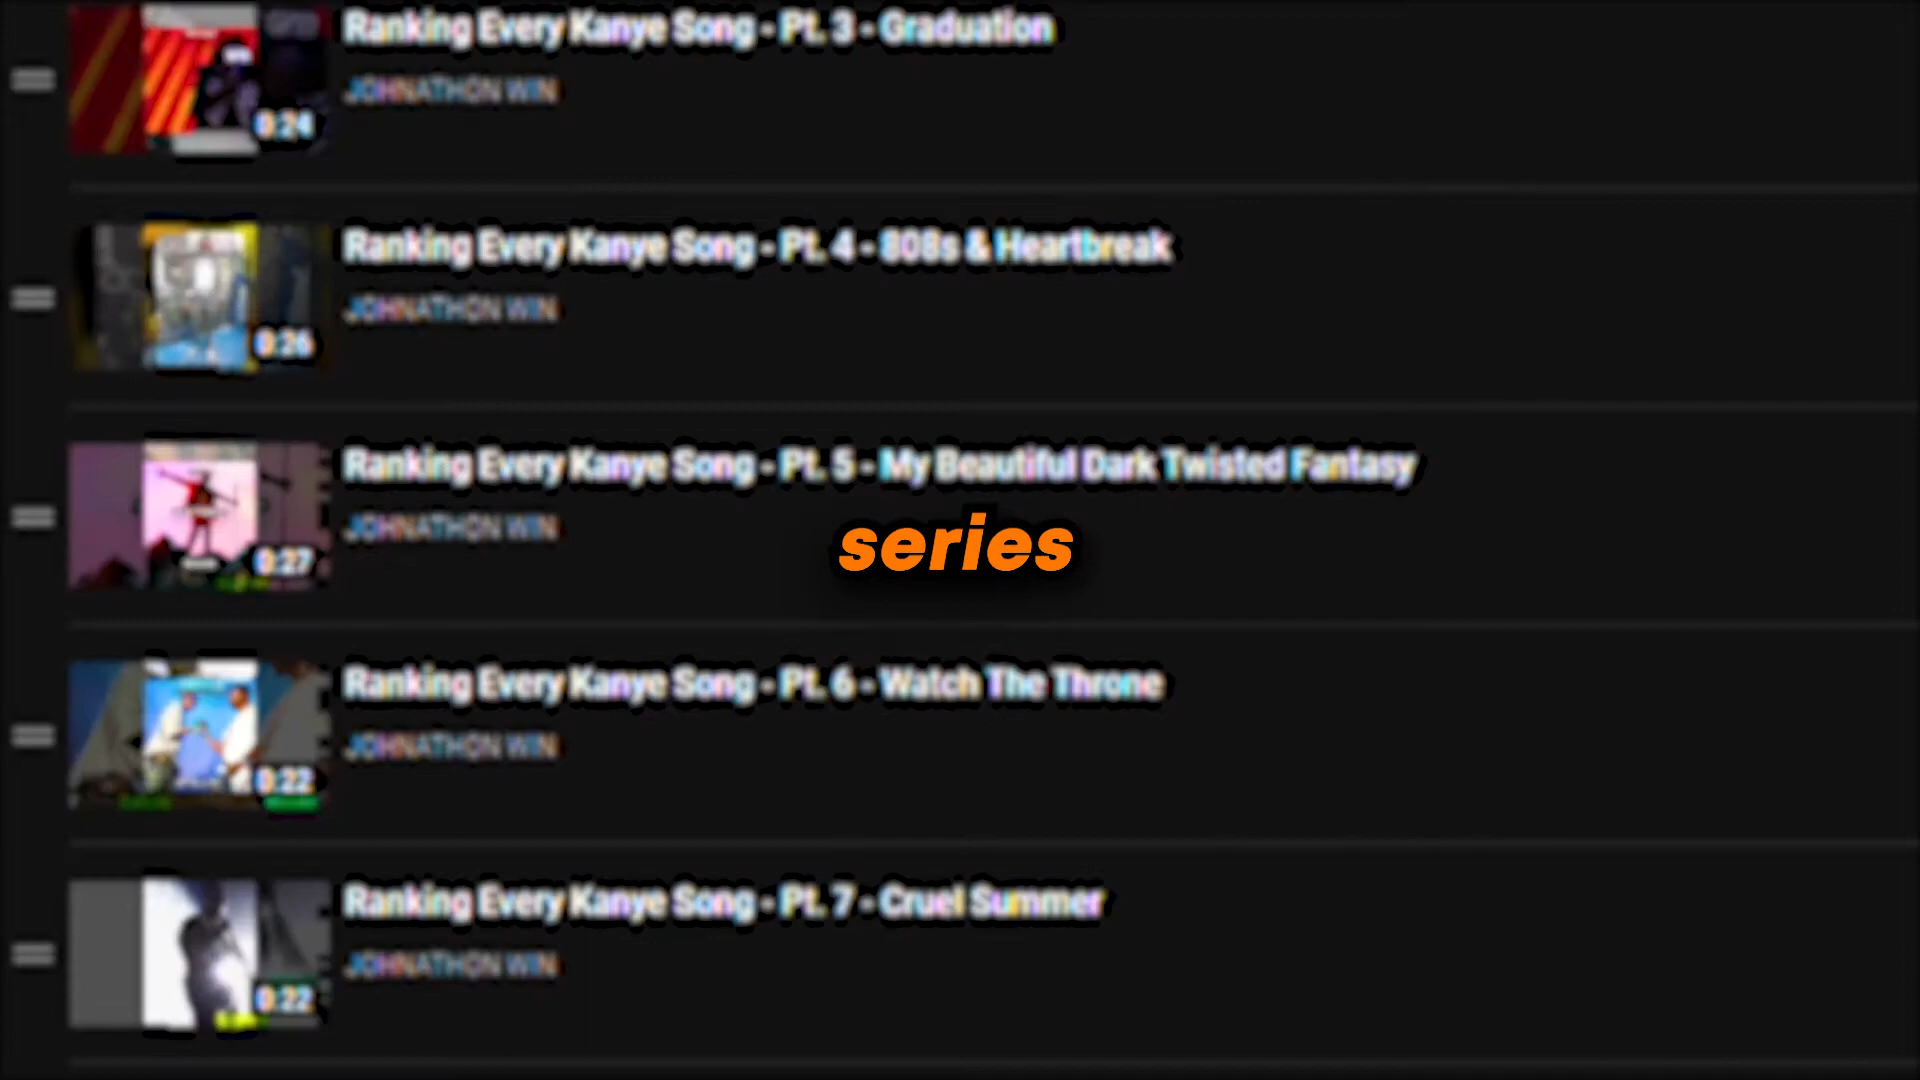 Ranking Every Kanye Song - Pt. 3 - Graduation
JOHNATHON WIN
0:24
Ranking Every Kanye Song - Pt. 4 - 808s & Heartbreak
JOHNATHON WIN
0:26
Ranking Every Kanye Song - Pt. 5 - My Beautiful Dark Twisted Fantasy
JOHNATHON WIN
series
0:27
Ranking Every Kanye Song - Pt. 6 - Watch The Throne
JOHNATHON WIN
0:22
Ranking Every Kanye Song - Pt. 7 - Cruel Summer
JOHNATHON WIN
0:22